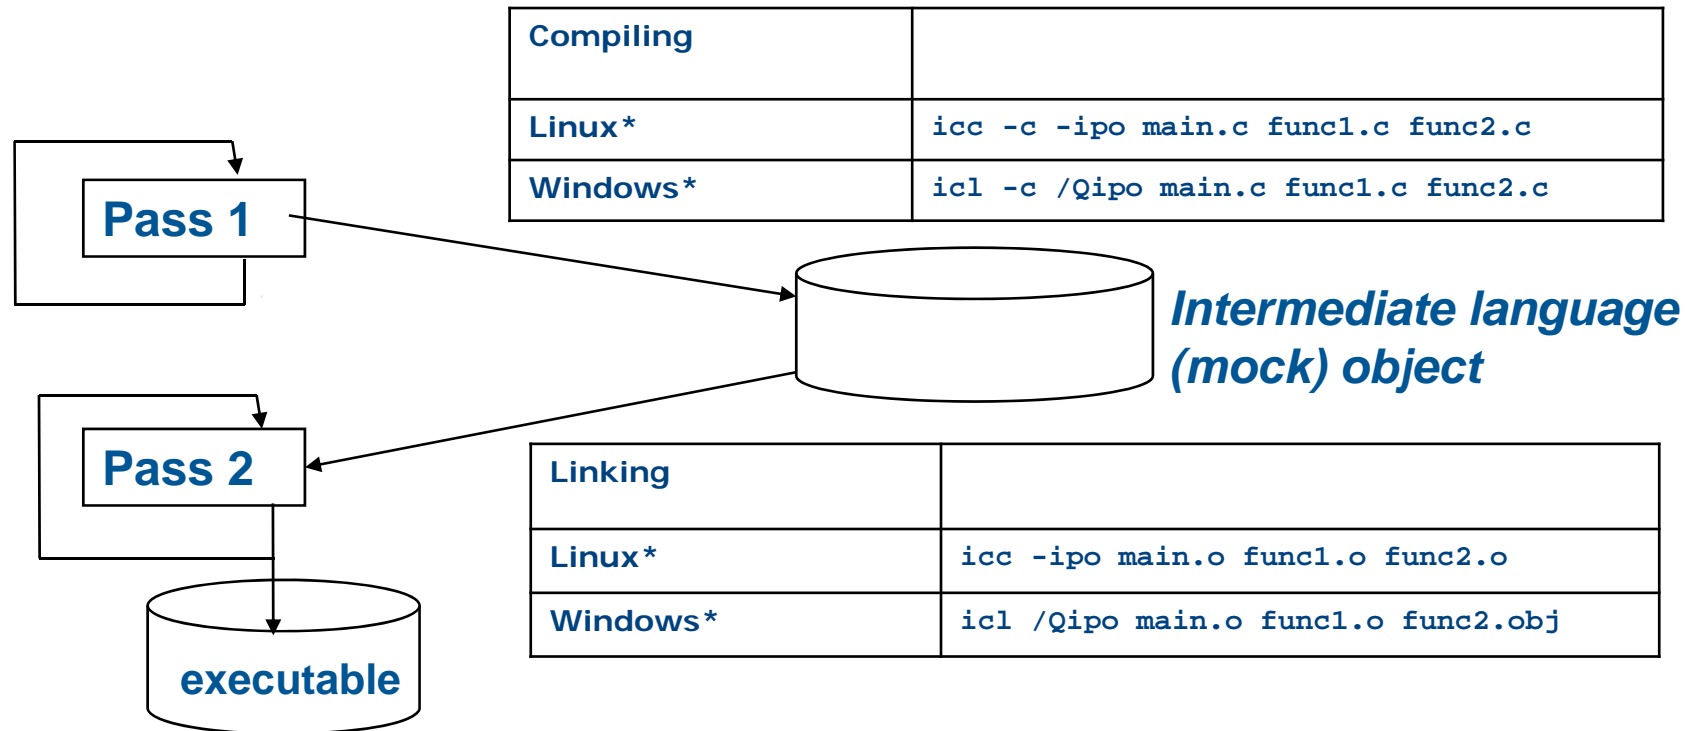 Compiling
Linux* icc -c -ipo main.c func1.c func2.c
Windows* icl -c /Qipo main.c func1.c func2.c
Pass 1
Intermediate language
(mock) object
Pass 2
Linking
Linux* icc -ipo main.o func1.o func2.o
Windows* icl /Qipo main.o func1.o func2.obj
executable